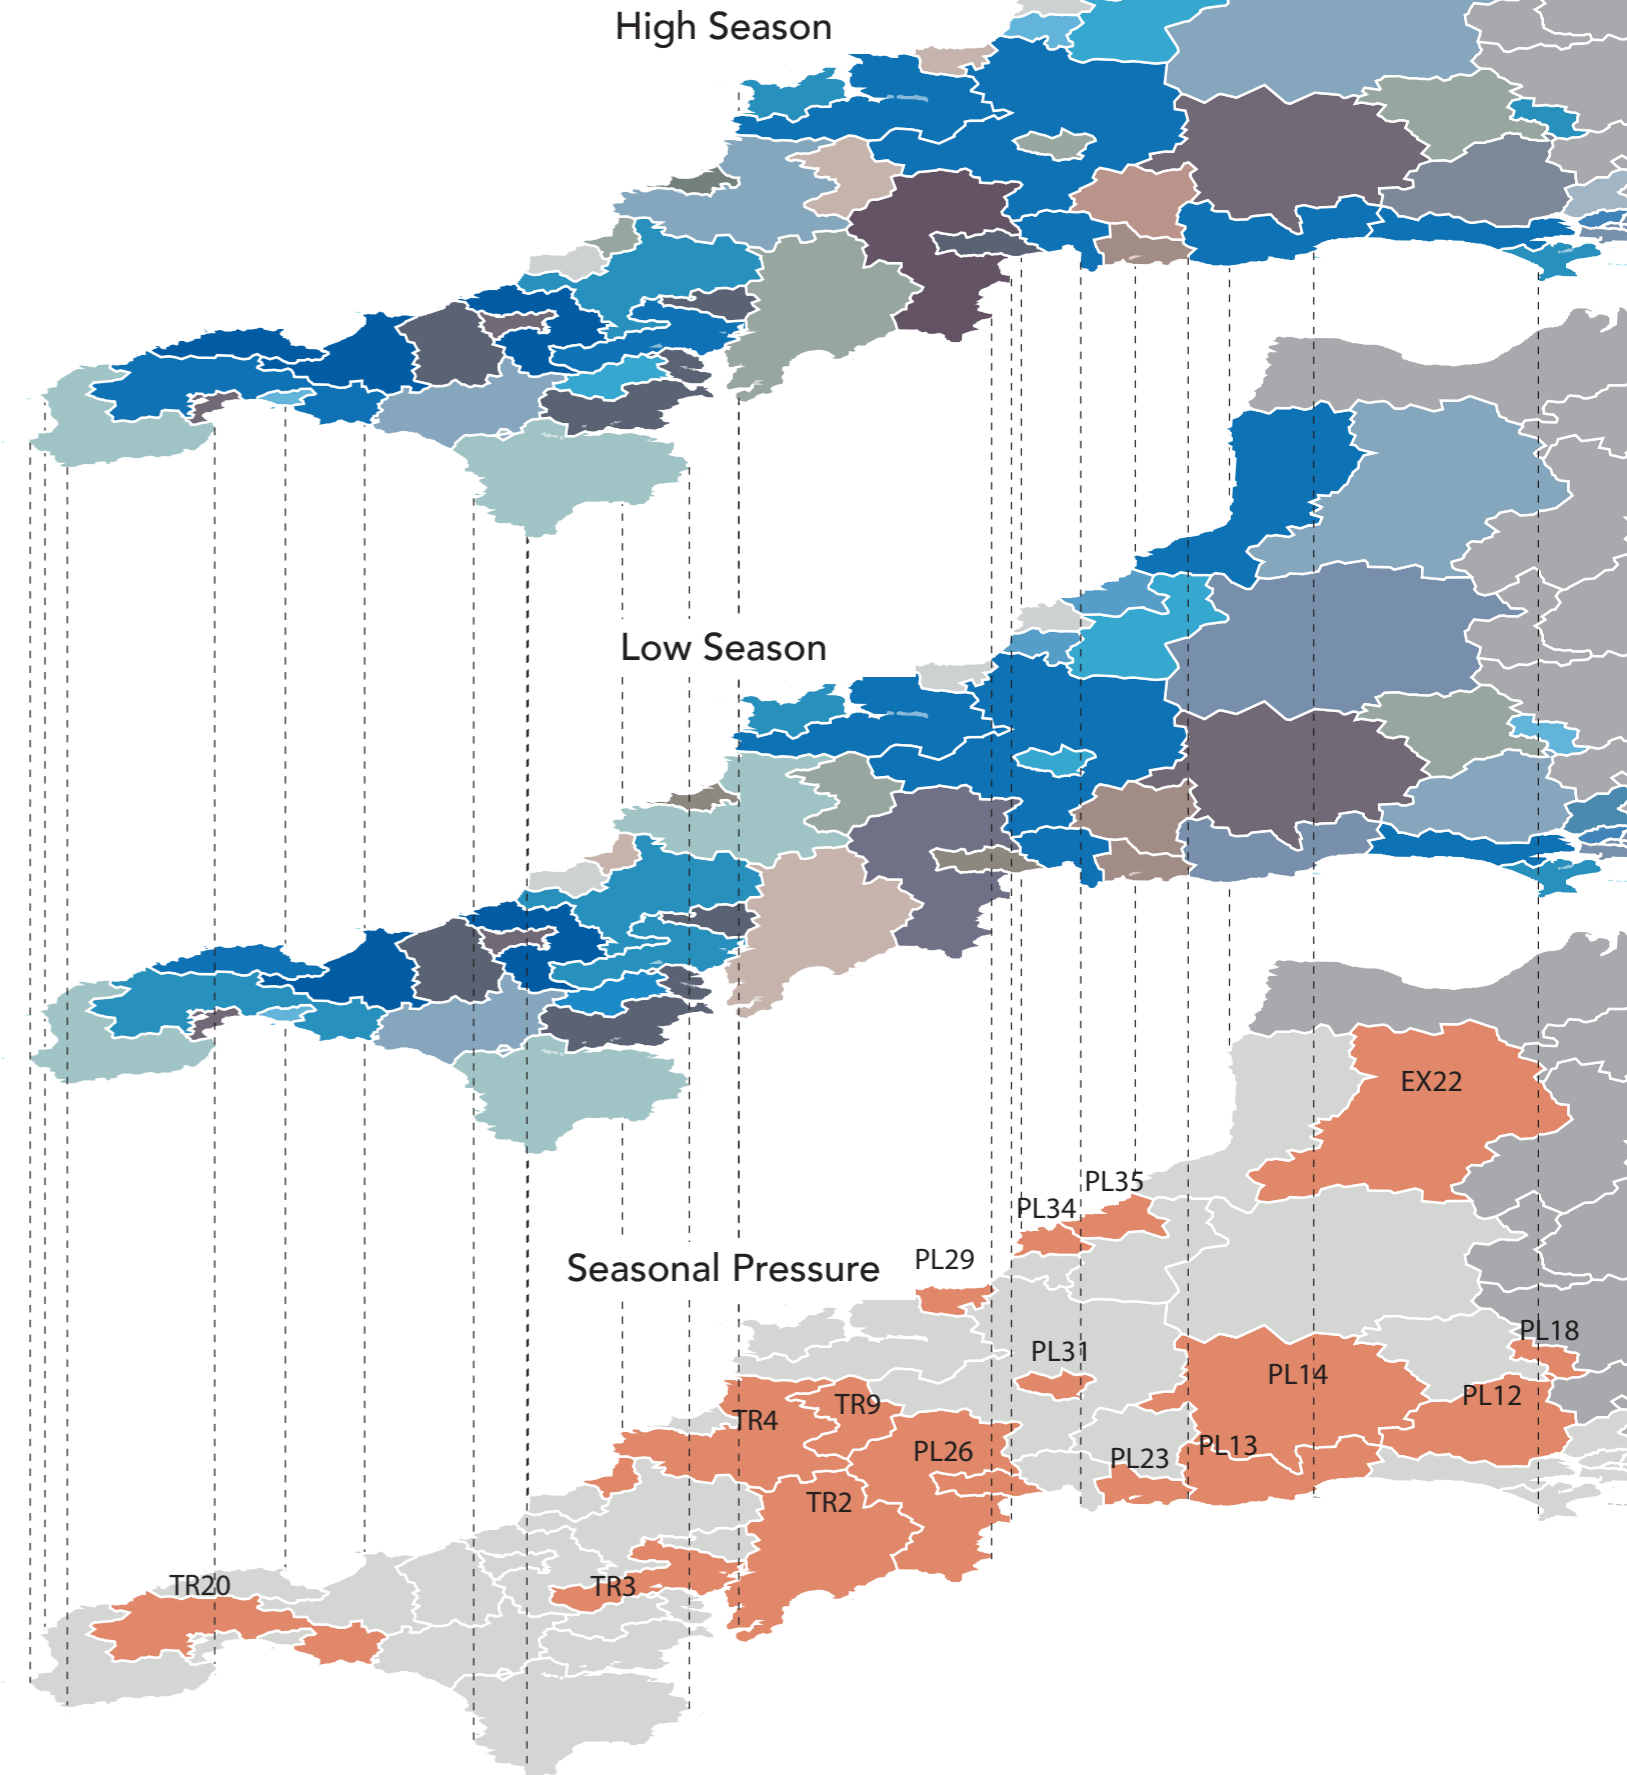 High Season
Low Season
EX22
PL35
PL34
PL29
Seasonal Pressure
PL18
PL31
PL14
PL12
TR9
TR4
PL13
PL26
PL23
TR2
TR20
TR3